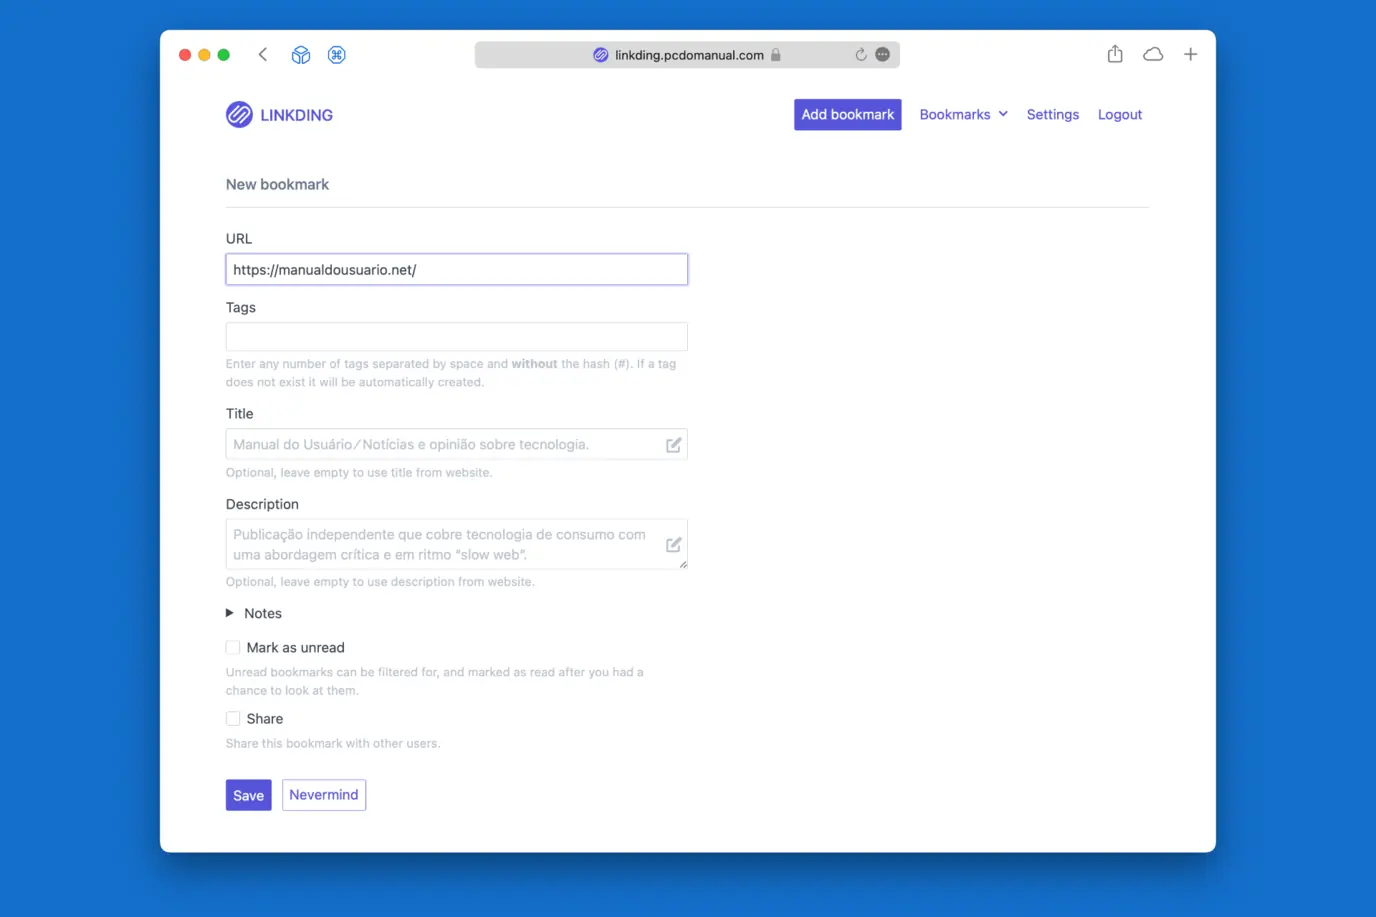 linkding.pcdomanual.com
LINKDING
Add bookmark
Bookmarks
Settings
Logout
New bookmark
URL
https://manualdousuario.net/
Tags
Enter any number of tags separated by space and without the hash (#). If a tag
does not exist it will be automatically created.
Title
Manual do Usuário/Notícias e opinião sobre tecnologia.
Optional, leave empty to use title from website.
Description
Publicação independente que cobre tecnologia de consumo com
uma abordagem crítica e em ritmo “slow web”.
Optional, leave empty to use description from website.
Notes
Mark as unread
Unread bookmarks can be filtered for, and marked as read after you had a
chance to look at them.
Share
Share this bookmark with other users.
Save
Nevermind